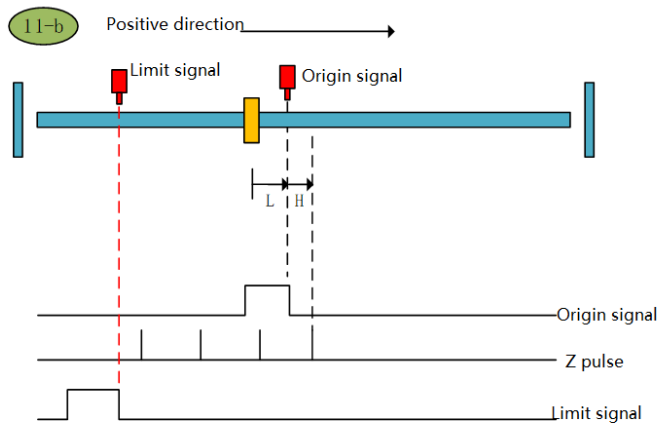 11-b
Positive direction
Limit signal
Origin signal
L
H
Origin signal
Z pulse
Limit signal